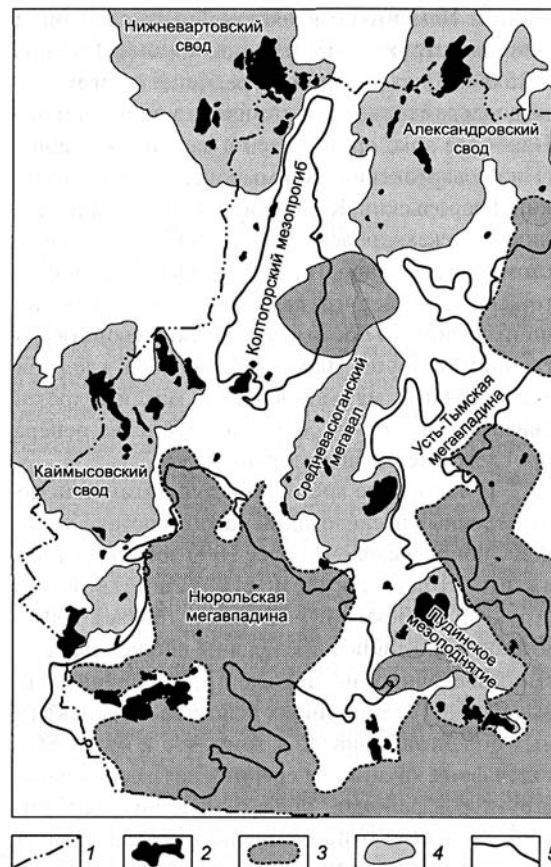 Нижневартовский
свод
Александровский
свод
Колтогорский мезопрогиб
Средневасюганский
мегавал
Усть-Тымская
мегавпадина
Каймысовский
свод
Нюрольская
мегавпадина
Пудинское
мезоподнятие
1 2 3 4 5